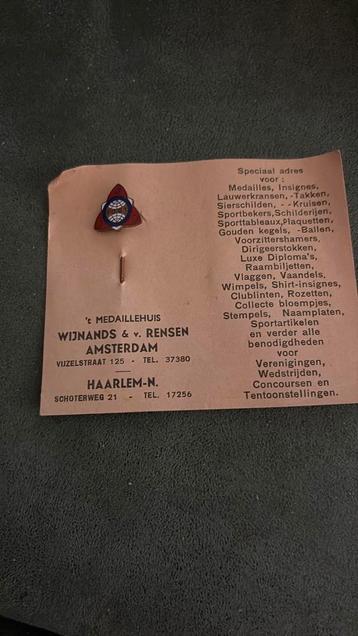 't MEDAILLEHUIS
WIJNANDS & v. RENSEN
AMSTERDAM
VIJZELSTRAAT 125 - TEL. 37380
HAARLEM-N.
SCHOTERWEG 21 - TEL. 17256
Speciaal adres
voor :
Medailles, Insignes,
Lauwerkransen, -Takken,
Sierschilden, - -Kruisen,
Sportbekers,Schilderijen,
Sporttableaux,Plaquetten,
Gouden kegels, -Ballen,
Voorzittershamers,
Dirigeerstokken,
Luxe Diploma's,
Raambiljetten,
Vlaggen, Vaandels,
Wimpels, Shirt-insignes,
Clublinten, Rozetten,
Collecte bloempjes,
Stempels, Naamplaten,
Sportartikelen
en verder alle
benodigdheden
voor
Verenigingen,
Wedstrijden,
Concoursen en
Tentoonstellingen.